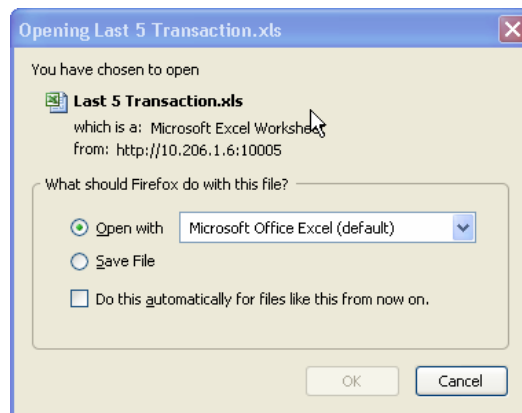 Opening Last 5 Transaction.xls
You have chosen to open
Last 5 Transaction.xls
which is a: Microsoft Excel Worksheet
from: http://10.206.1.6:10005
What should Firefox do with this file?
Open with Microsoft Office Excel (default)
Save File
Do this automatically for files like this from now on.
OK Cancel